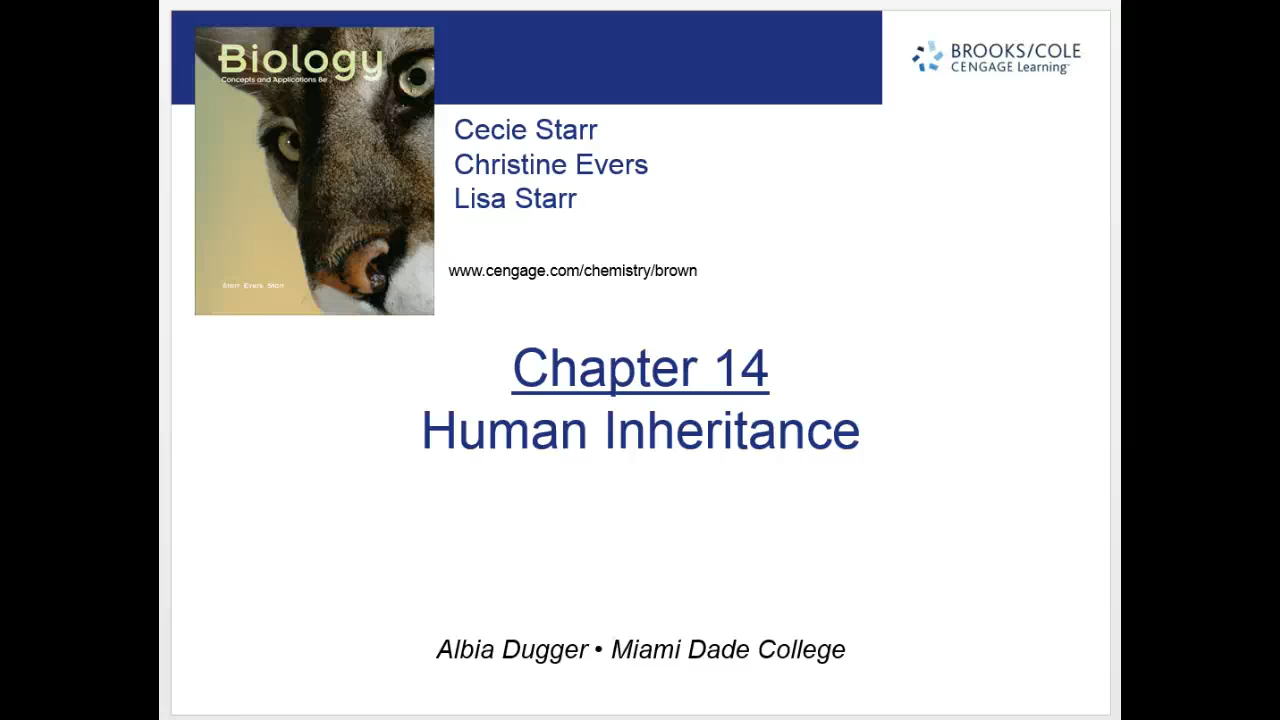 Biology
Concepts and Applications 8e
Starr Evers Starr
BROOKS/COLE
CENGAGE Learning™
Cecie Starr
Christine Evers
Lisa Starr
www.cengage.com/chemistry/brown
Chapter 14
Human Inheritance
Albia Dugger • Miami Dade College